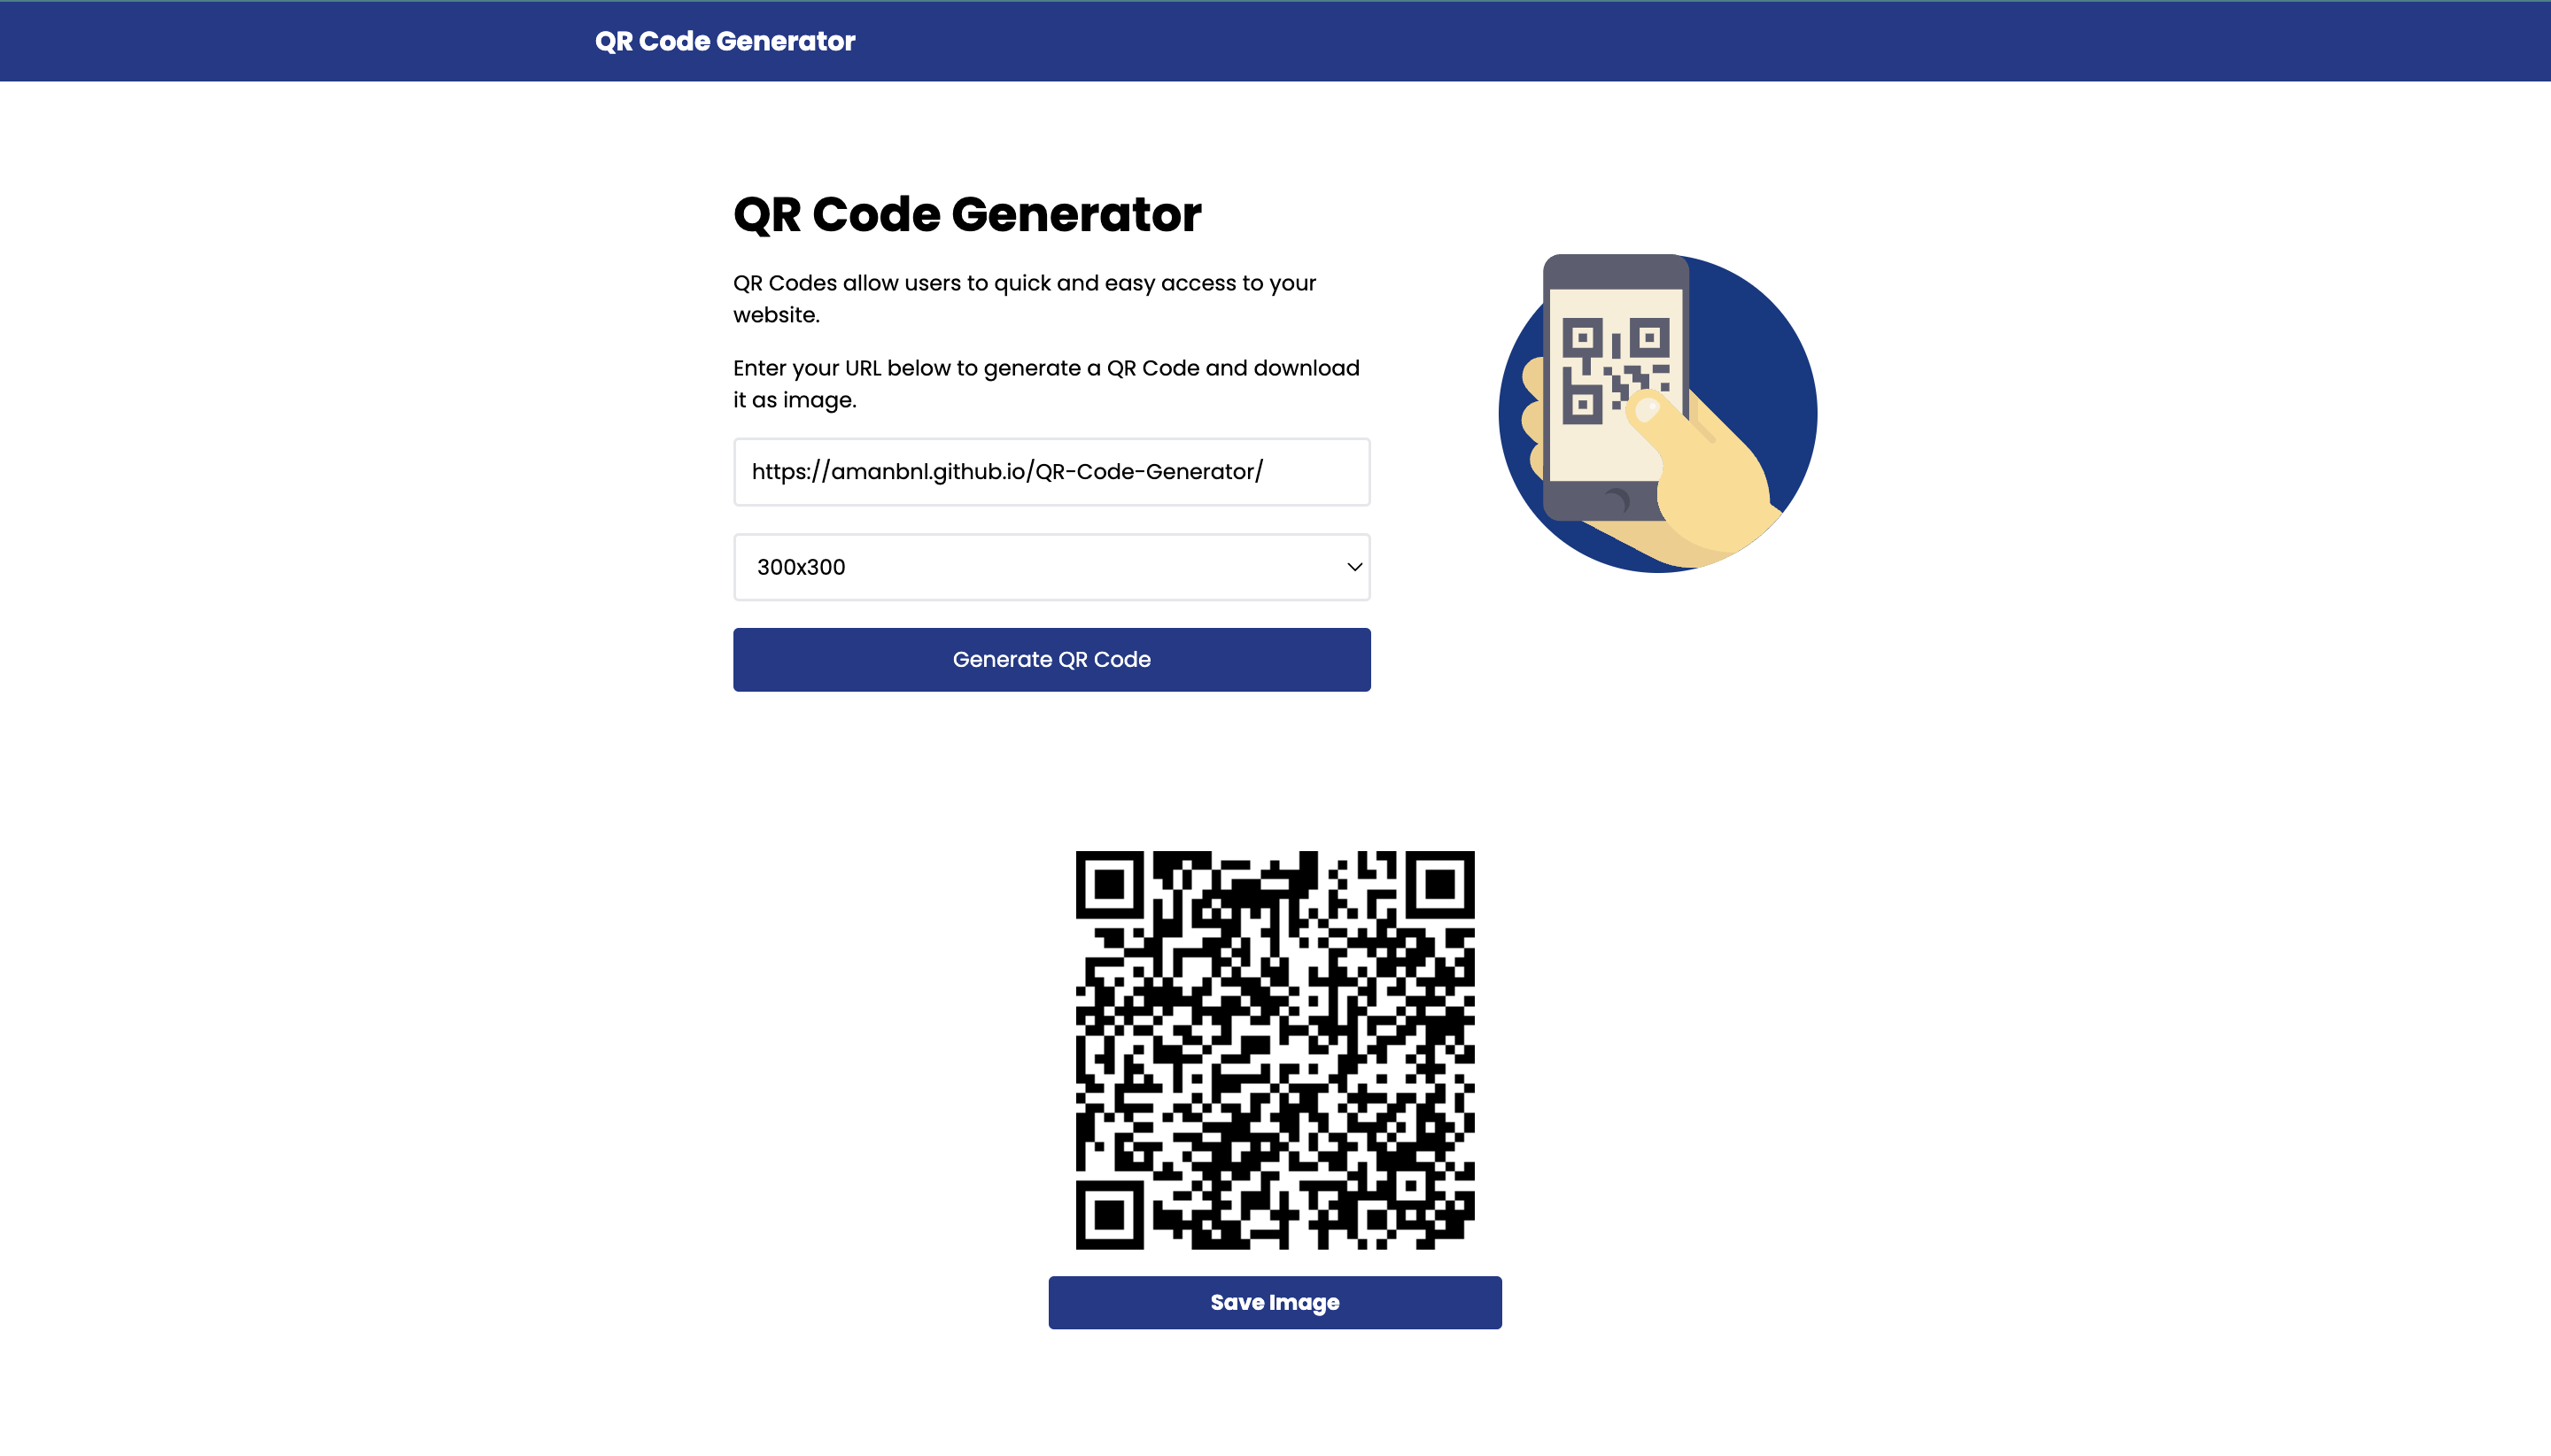 QR Code Generator
QR Code Generator
QR Codes allow users to quick and easy access to your
website.
Enter your URL below to generate a QR Code and download
it as image.
https://amanbnl.github.io/QR-Code-Generator/
300x300
Generate QR Code
Save Image